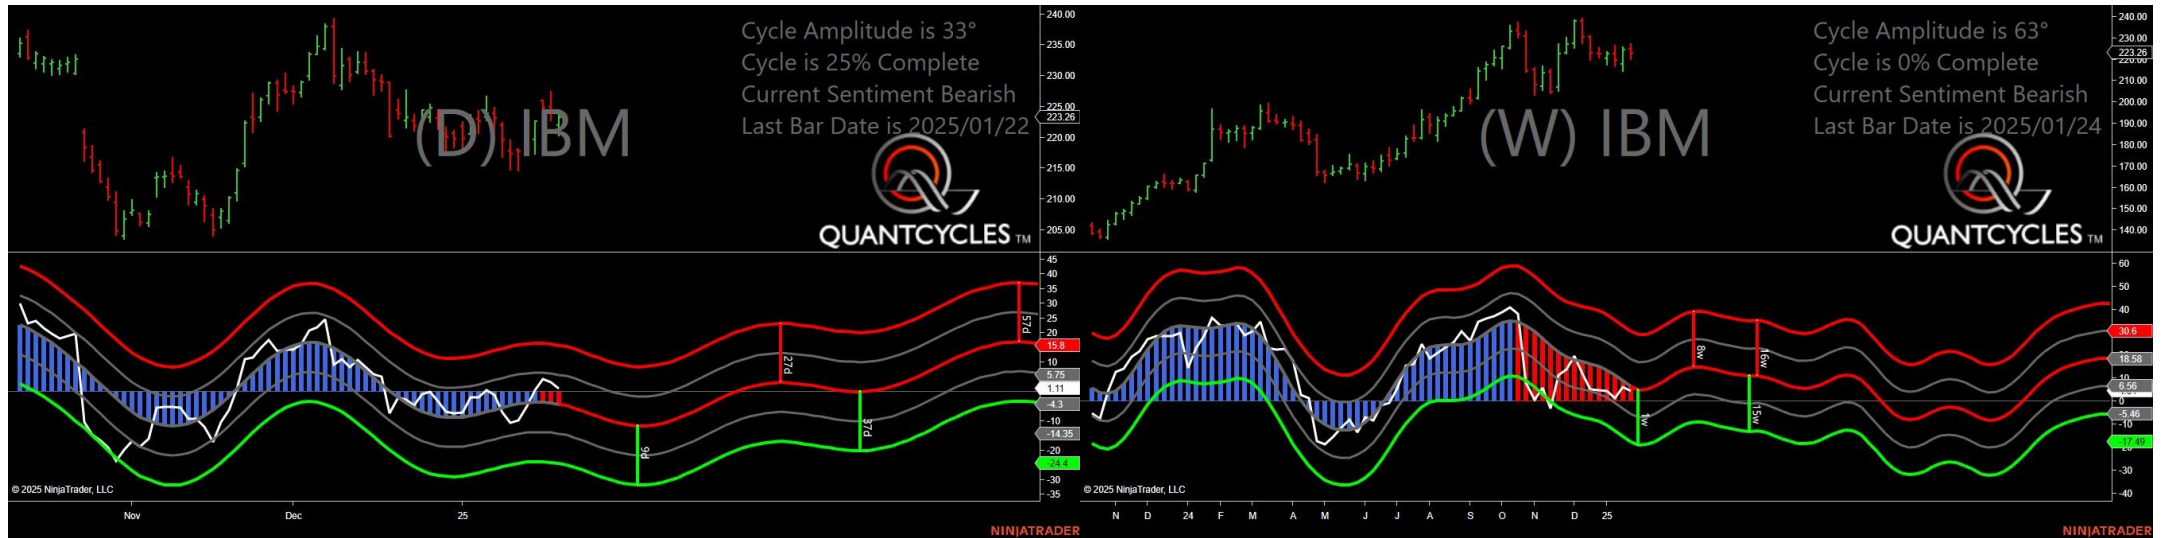 Cycle Amplitude is 33°
Cycle is 25% Complete
Current Sentiment Bearish
Last Bar Date is 2025/01/22
(D) IBM
QUANTCYCLES TM
240.00
235.00
230.00
225.00
223.26
220.00
215.00
210.00
205.00
45
40
35
30
25
20
15.8
10
5.75
1.11
-4.3
-10
-14.35
-20
-24.4
-30
-35
9d
27d
37d
57d
© 2025 NinjaTrader, LLC
Nov
Dec
25
NINJATRADER
Cycle Amplitude is 63°
Cycle is 0% Complete
Current Sentiment Bearish
Last Bar Date is 2025/01/24
(W) IBM
QUANTCYCLES TM
240.00
230.00
223.26
220.00
210.00
200.00
190.00
180.00
170.00
160.00
150.00
140.00
60
50
40
30.6
18.58
10
6.56
0
-5.46
-10
-17.49
-30
-40
1w
8w
16w
15w
© 2025 NinjaTrader, LLC
N D 24 F M A M J J A S O N D 25
NINJATRADER